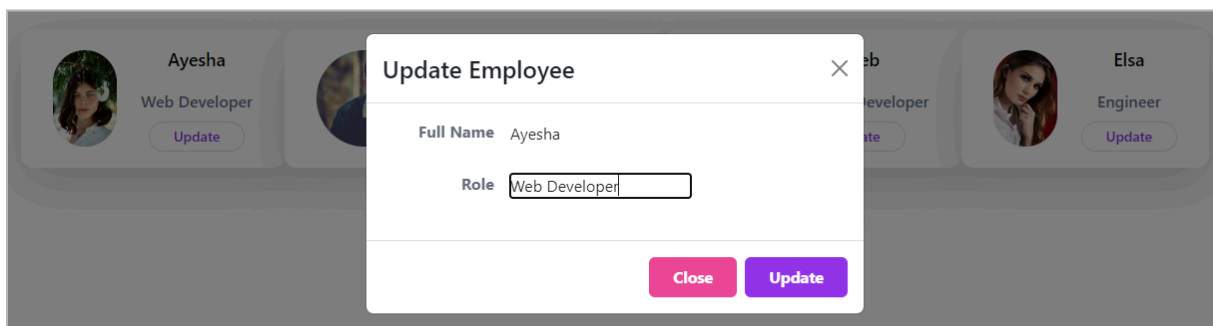 Ayesha
Web Developer
Update
Update Employee
Full Name Ayesha
Role Web Developer
Close Update
eb
eveloper
ate
Elsa
Engineer
Update